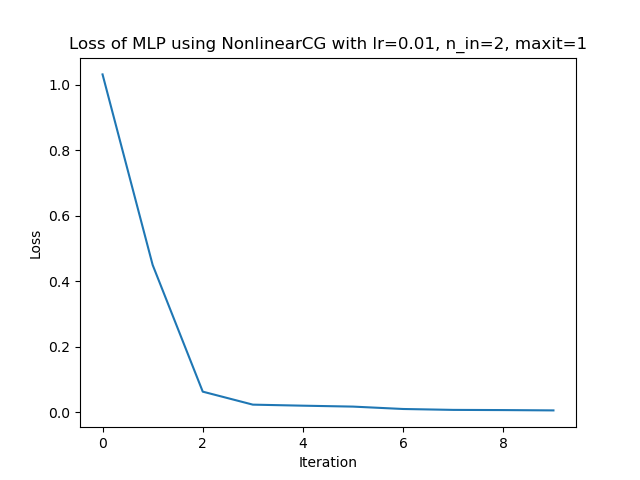 Loss of MLP using NonlinearCG with lr=0.01, n_in=2, maxit=1
1.0
0.8
0.6
0.4
0.2
0.0
Loss
0 2 4 6 8
Iteration